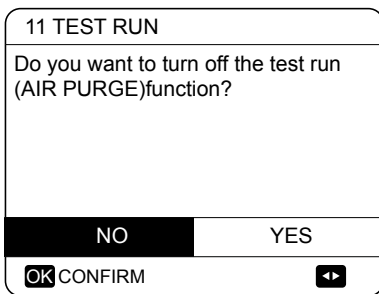 11 TEST RUN
Do you want to turn off the test run
(AIR PURGE)function?
NO YES
OK CONFIRM